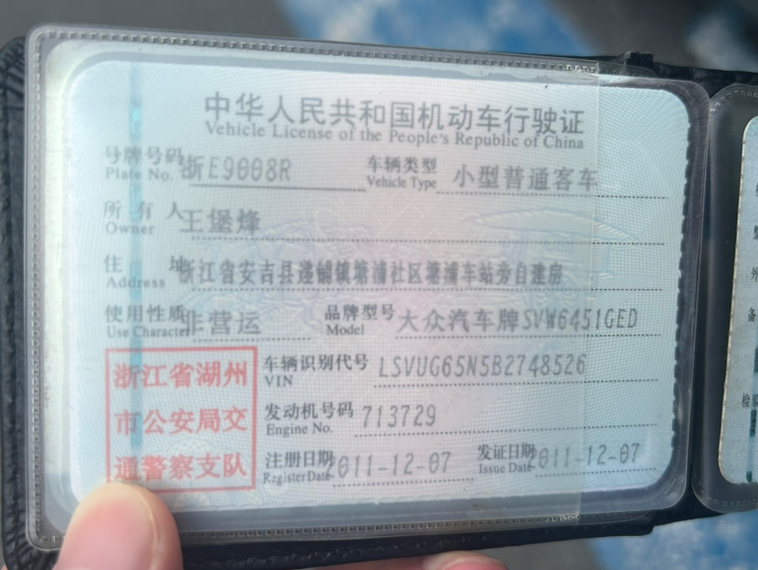 中华人民共和国机动车行驶证
Vehicle License of the People's Republic of China
号牌号码 浙E9008R 车辆类型 小型普通客车
Plate No. Vehicle Type
所有人 王堡烽
Owner
住址 浙江省安吉县递铺镇塘浦社区塘浦车站旁自建房
Address
使用性质 非营运 品牌型号 大众汽车牌SVW6451GED
Use Character Model
浙江省湖州
市公安局交
通警察支队
车辆识别代号 LSVUG65N5B2748526
VIN
发动机号码 713729
Engine No.
注册日期 2011-12-07 发证日期 2011-12-07
Register Date Issue Date